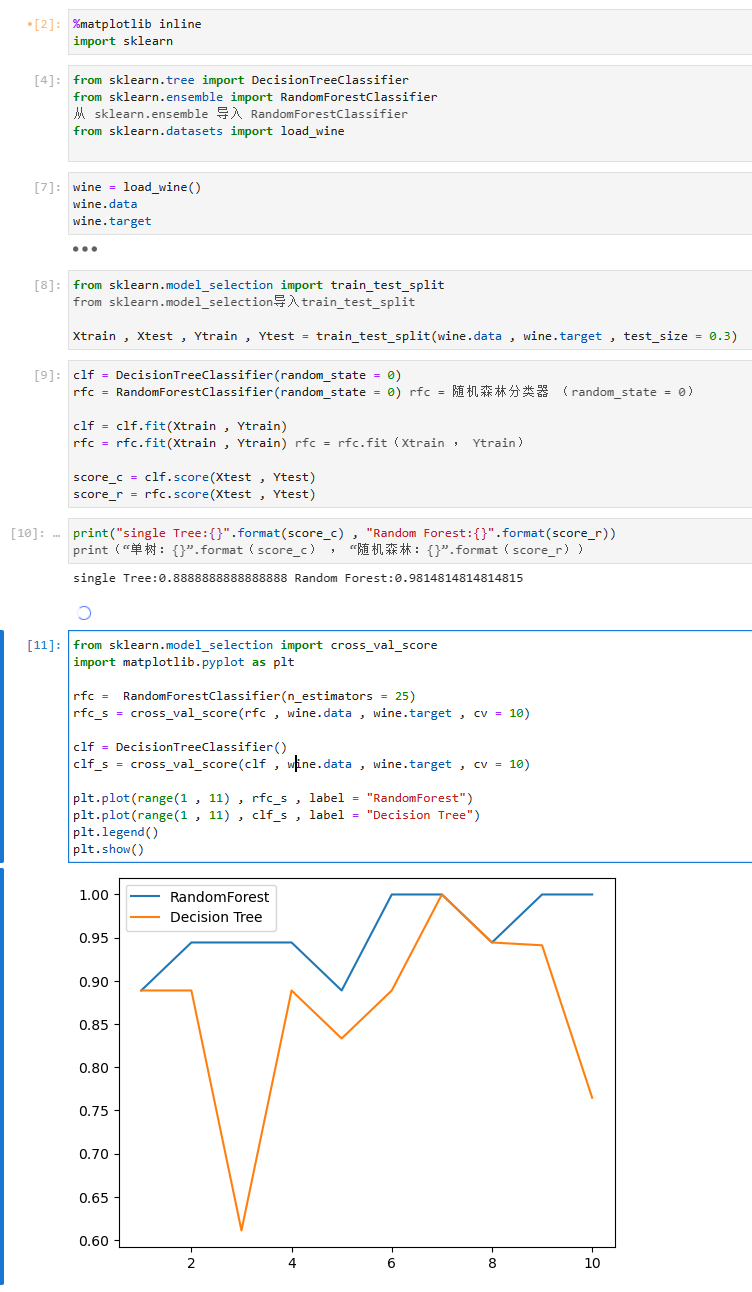 *[2]:
%matplotlib inline
import sklearn
[4]:
from sklearn.tree import DecisionTreeClassifier
from sklearn.ensemble import RandomForestClassifier
从 sklearn.ensemble 导入 RandomForestClassifier
from sklearn.datasets import load_wine
[7]:
wine = load_wine()
wine.data
wine.target
•••
[8]:
from sklearn.model_selection import train_test_split
from sklearn.model_selection导入train_test_split
Xtrain , Xtest , Ytrain , Ytest = train_test_split(wine.data , wine.target , test_size = 0.3)
[9]:
clf = DecisionTreeClassifier(random_state = 0)
rfc = RandomForestClassifier(random_state = 0) rfc = 随机森林分类器 （random_state = 0）
clf = clf.fit(Xtrain , Ytrain)
rfc = rfc.fit(Xtrain , Ytrain) rfc = rfc.fit（Xtrain ， Ytrain）
score_c = clf.score(Xtest , Ytest)
score_r = rfc.score(Xtest , Ytest)
[10]: …
print("single Tree:{}".format(score_c) , "Random Forest:{}".format(score_r))
print（“单树：{}”.format（score_c） ， “随机森林：{}”.format（score_r））
single Tree:0.8888888888888888 Random Forest:0.9814814814814815
[11]:
from sklearn.model_selection import cross_val_score
import matplotlib.pyplot as plt
rfc =  RandomForestClassifier(n_estimators = 25)
rfc_s = cross_val_score(rfc , wine.data , wine.target , cv = 10)
clf = DecisionTreeClassifier()
clf_s = cross_val_score(clf , wine.data , wine.target , cv = 10)
plt.plot(range(1 , 11) , rfc_s , label = "RandomForest")
plt.plot(range(1 , 11) , clf_s , label = "Decision Tree")
plt.legend()
plt.show()
RandomForest
Decision Tree
1.00
0.95
0.90
0.85
0.80
0.75
0.70
0.65
0.60
2 4 6 8 10